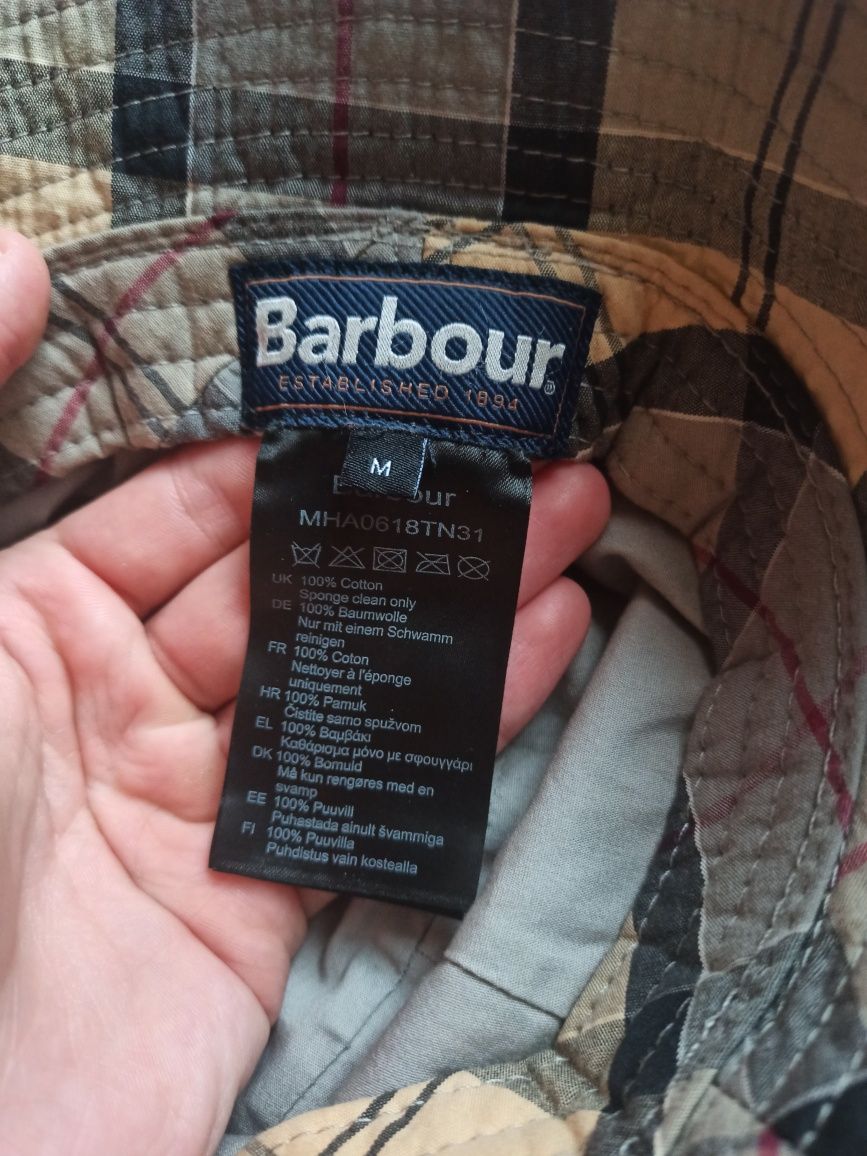 Barbour®
ESTABLISHED 1894
M
Barbour
MHA0618TN31
UK 100% Cotton
Sponge clean only
DE 100% Baumwolle
Nur mit einem Schwamm
reinigen
FR 100% Coton
Nettoyer à l'éponge
uniquement
HR 100% Pamuk
Čistite samo spužvom
EL 100% Βαμβάκι
Καθάρισμα μόνο με σφουγγάρι
DK 100% Bomuld
Må kun rengøres med en
svamp
EE 100% Puuvill
Puhastada ainult švammiga
FI 100% Puuvilla
Puhdistus vain kostealla